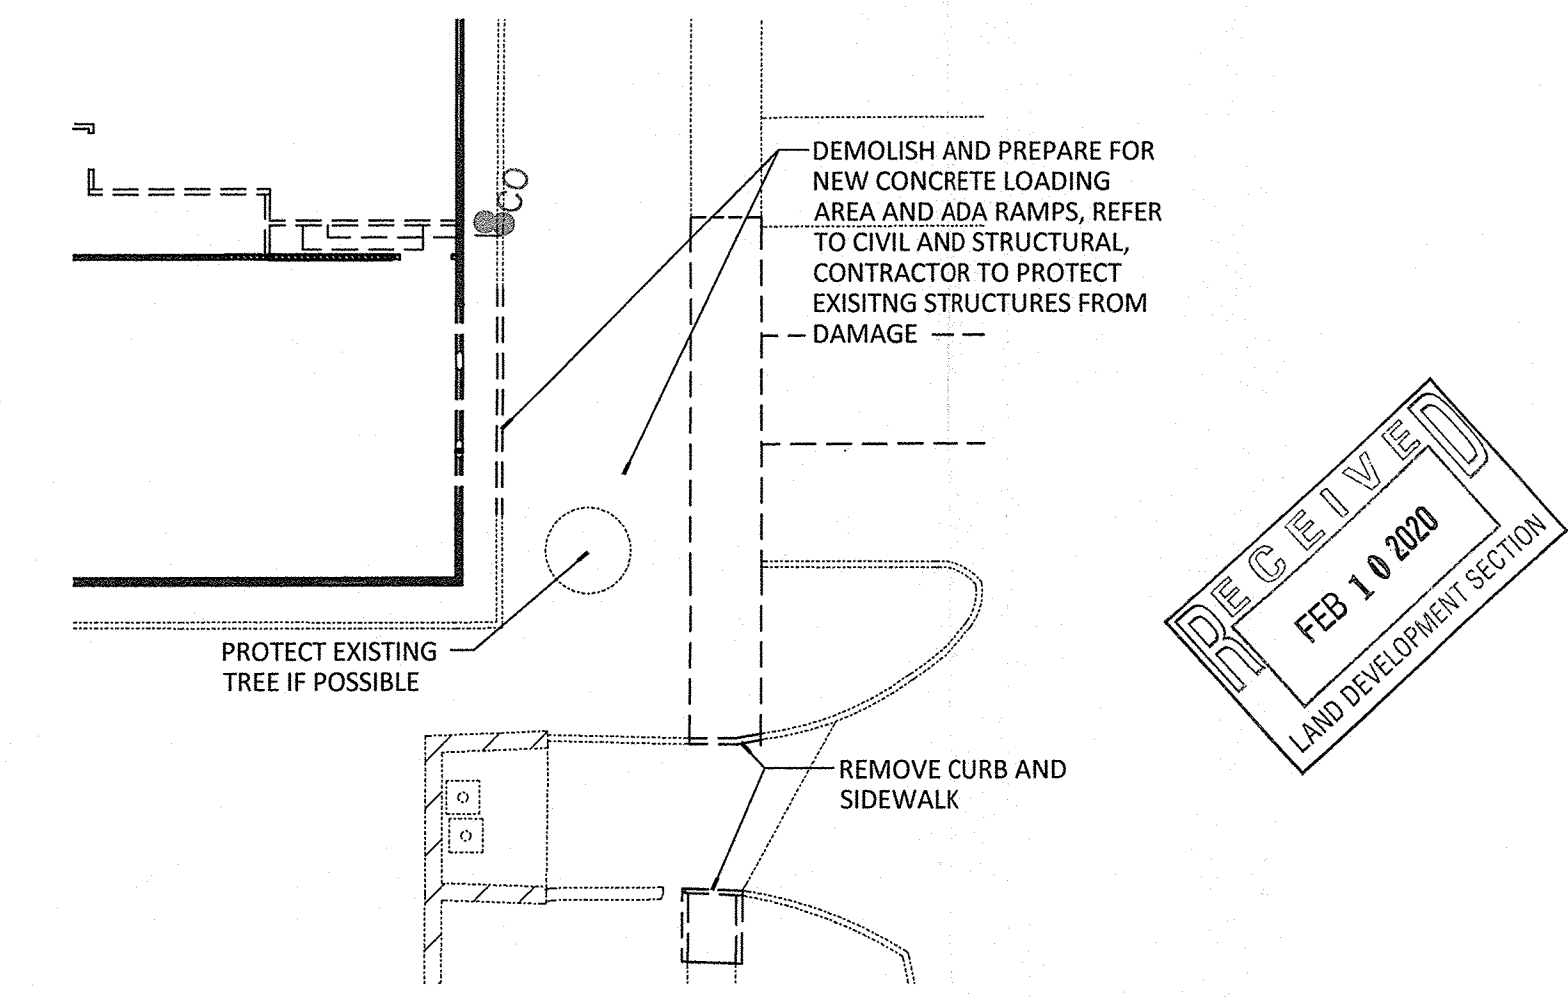 CO
DEMOLISH AND PREPARE FOR
NEW CONCRETE LOADING
AREA AND ADA RAMPS, REFER
TO CIVIL AND STRUCTURAL,
CONTRACTOR TO PROTECT
EXISITNG STRUCTURES FROM
DAMAGE
RECEIVED
FEB 10 2020
LAND DEVELOPMENT SECTION
PROTECT EXISTING
TREE IF POSSIBLE
REMOVE CURB AND
SIDEWALK